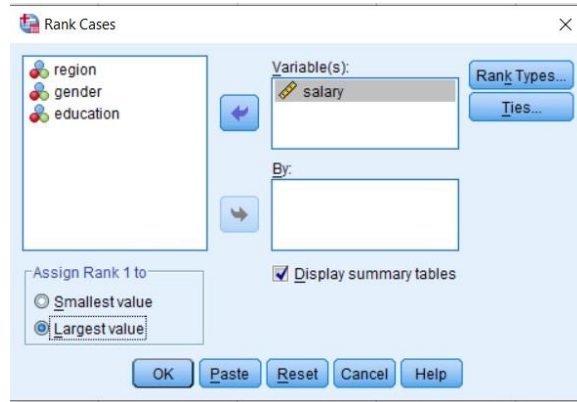 Rank Cases
region
gender
education
Variable(s):
salary
Rank Types...
Ties...
By:
Assign Rank 1 to
Smallest value
Largest value
Display summary tables
OK
Paste
Reset
Cancel
Help